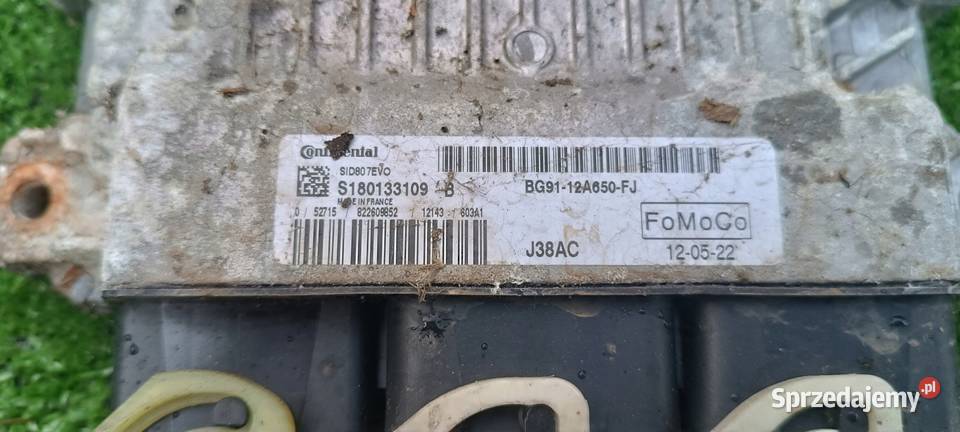 Continental
SID807EVO
S180133109 B
MADE IN FRANCE
0 / 52715 / 822609852 / 12143 - 603A1
BG91-12A650-FJ
J38AC
FoMoCo
12-05-22
Sprzedajemy.pl